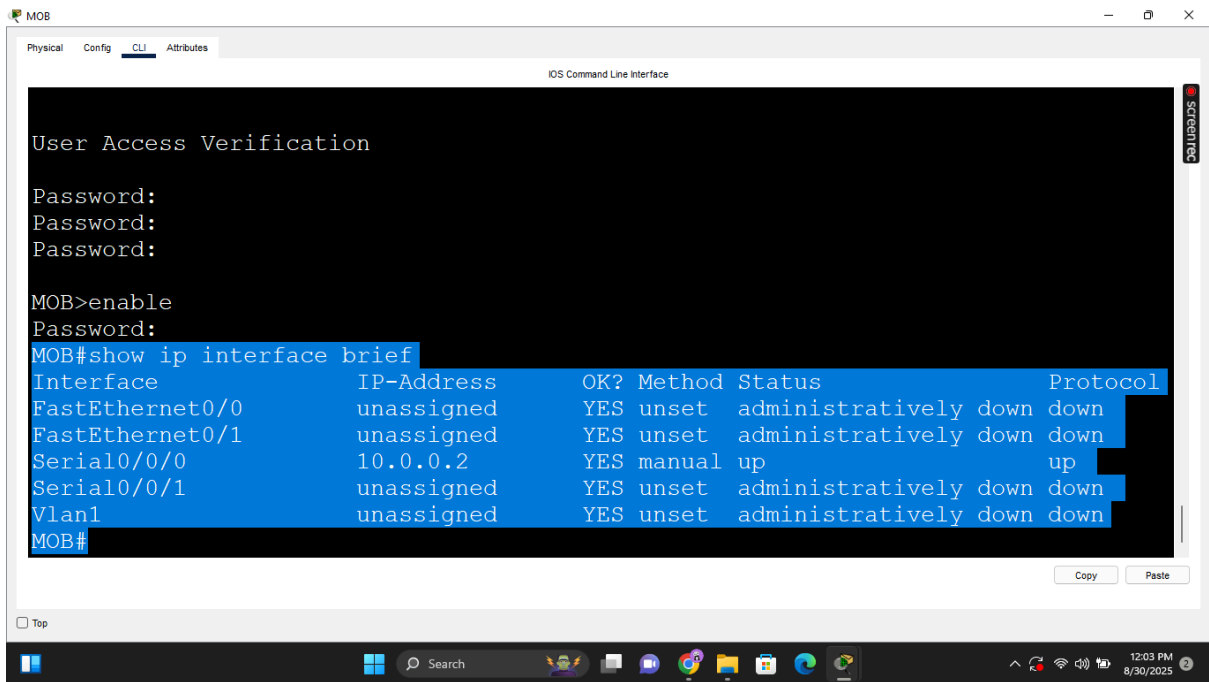 MOB
Physical Config CLI Attributes
IOS Command Line Interface
User Access Verification
Password:
Password:
Password:
MOB>enable
Password:
MOB#show ip interface brief
Interface IP-Address OK? Method Status Protocol
FastEthernet0/0 unassigned YES unset administratively down down
FastEthernet0/1 unassigned YES unset administratively down down
Serial0/0/0 10.0.0.2 YES manual up up
Serial0/0/1 unassigned YES unset administratively down down
Vlan1 unassigned YES unset administratively down down
MOB#
screenrec
Copy Paste
Top
Search
12:03 PM
8/30/2025
2